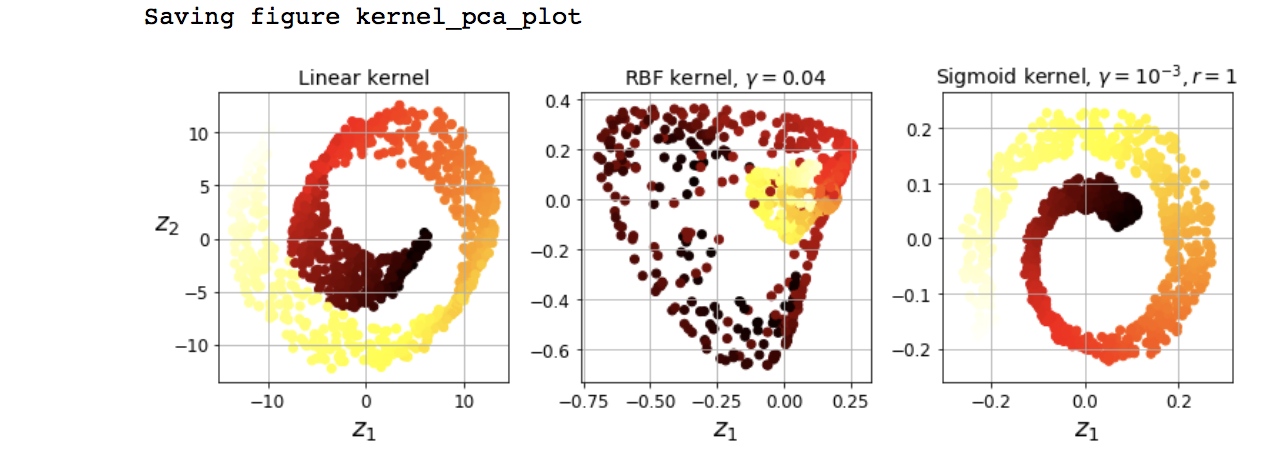 Saving figure kernel_pca_plot
Linear kernel
RBF kernel, γ = 0.04
Sigmoid kernel, γ = 10⁻³, r = 1
z₂
10
5
0
−5
−10
−10 0 10
z₁
0.4
0.2
0.0
−0.2
−0.4
−0.6
−0.75 −0.50 −0.25 0.00 0.25
z₁
0.2
0.1
0.0
−0.1
−0.2
−0.2 0.0 0.2
z₁